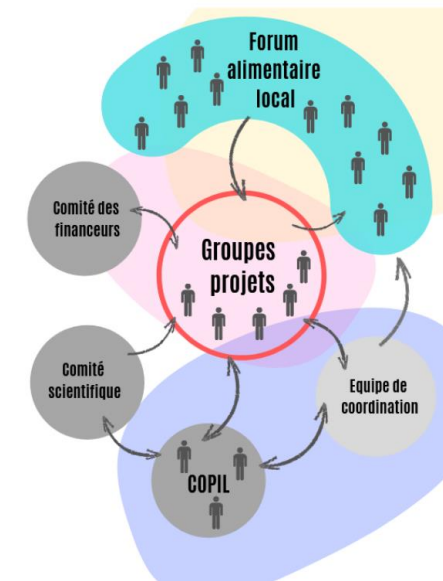 Forum
alimentaire
local
Comité des
financeurs
Groupes
projets
Comité
scientifique
Equipe de
coordination
COPIL